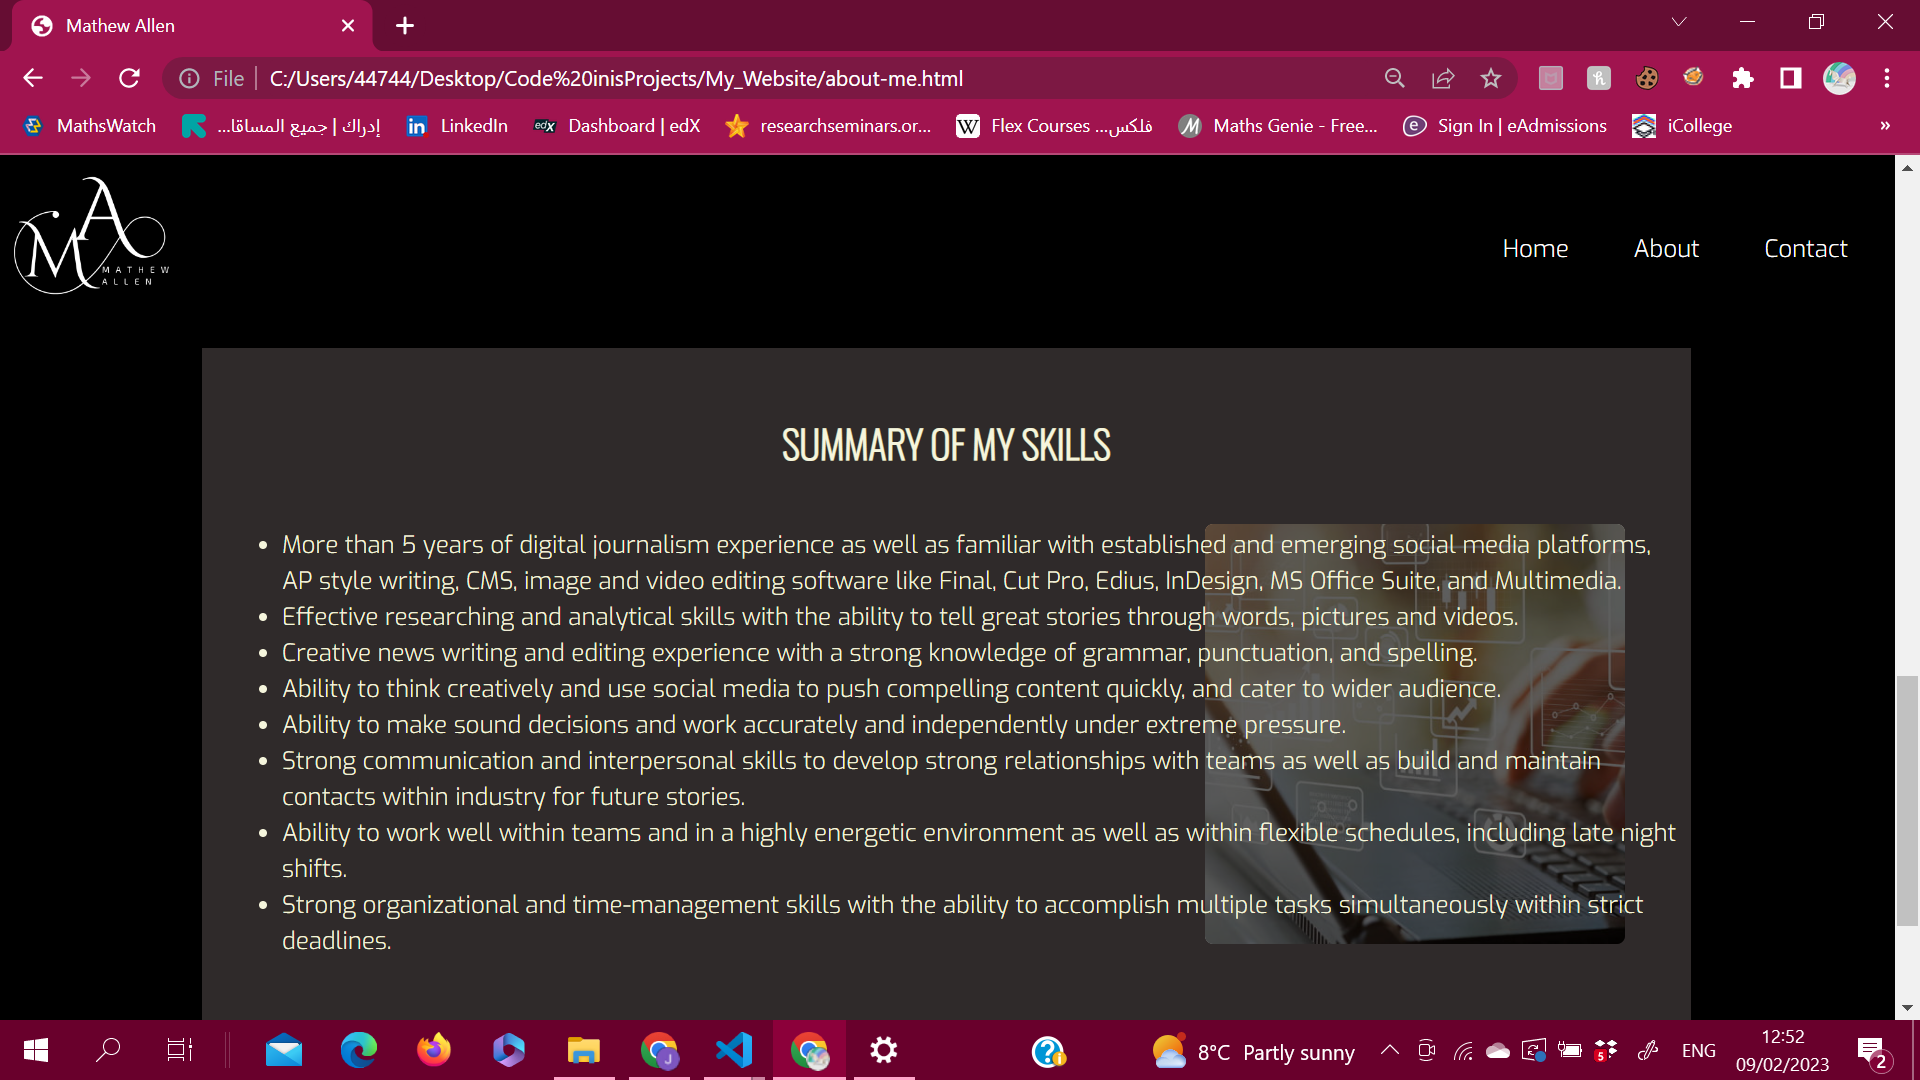 Mathew Allen
File
C:/Users/44744/Desktop/Code%20inisProjects/My_Website/about-me.html
MathsWatch
إدراك | جميع المساقا...
LinkedIn
edX
Dashboard | edX
researchseminars.or...
W
Flex Courses ...فلكس
Maths Genie - Free...
Sign In | eAdmissions
iCollege
»
MA
MATHEW
ALLEN
Home
About
Contact
SUMMARY OF MY SKILLS
• More than 5 years of digital journalism experience as well as familiar with established and emerging social media platforms,
AP style writing, CMS, image and video editing software like Final, Cut Pro, Edius, InDesign, MS Office Suite, and Multimedia.
• Effective researching and analytical skills with the ability to tell great stories through words, pictures and videos.
• Creative news writing and editing experience with a strong knowledge of grammar, punctuation, and spelling.
• Ability to think creatively and use social media to push compelling content quickly, and cater to wider audience.
• Ability to make sound decisions and work accurately and independently under extreme pressure.
• Strong communication and interpersonal skills to develop strong relationships with teams as well as build and maintain
contacts within industry for future stories.
• Ability to work well within teams and in a highly energetic environment as well as within flexible schedules, including late night
shifts.
• Strong organizational and time-management skills with the ability to accomplish multiple tasks simultaneously within strict
deadlines.
8°C Partly sunny
5
ENG
12:52
09/02/2023
2